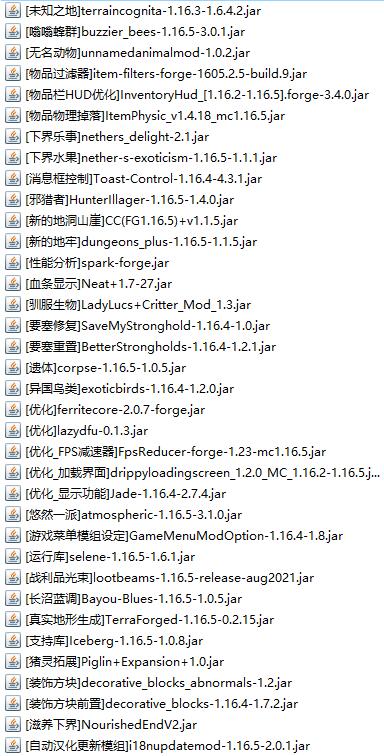 [未知之地]terraincognita-1.16.3-1.6.4.2.jar
[嗡嗡蜂群]buzzier_bees-1.16.5-3.0.1.jar
[无名动物]unnamedanimalmod-1.0.2.jar
[物品过滤器]item-filters-forge-1605.2.5-build.9.jar
[物品栏HUD优化]InventoryHud_[1.16.2-1.16.5].forge-3.4.0.jar
[物品物理掉落]ItemPhysic_v1.4.18_mc1.16.5.jar
[下界乐事]nethers_delight-2.1.jar
[下界水果]nether-s-exoticism-1.16.5-1.1.1.jar
[消息框控制]Toast-Control-1.16.4-4.3.1.jar
[邪猎者]HunterIllager-1.16.5-1.4.0.jar
[新的地洞山崖]CC(FG1.16.5)+v1.1.5.jar
[新的地牢]dungeons_plus-1.16.5-1.1.5.jar
[性能分析]spark-forge.jar
[血条显示]Neat+1.7-27.jar
[驯服生物]LadyLucs+Critter_Mod_1.3.jar
[要塞修复]SaveMyStronghold-1.16.4-1.0.jar
[要塞重置]BetterStrongholds-1.16.4-1.2.1.jar
[遗体]corpse-1.16.5-1.0.5.jar
[异国鸟类]exoticbirds-1.16.4-1.2.0.jar
[优化]ferritecore-2.0.7-forge.jar
[优化]lazydfu-0.1.3.jar
[优化_FPS减速器]FpsReducer-forge-1.23-mc1.16.5.jar
[优化_加载界面]drippyloadingscreen_1.2.0_MC_1.16.2-1.16.5.j...
[优化_显示功能]Jade-1.16.4-2.7.4.jar
[悠然一派]atmospheric-1.16.5-3.1.0.jar
[游戏菜单模组设定]GameMenuModOption-1.16.4-1.8.jar
[运行库]selene-1.16.5-1.6.1.jar
[战利品光束]lootbeams-1.16.5-release-aug2021.jar
[长沼蓝调]Bayou-Blues-1.16.5-1.0.5.jar
[真实地形生成]TerraForged-1.16.5-0.2.15.jar
[支持库]Iceberg-1.16.5-1.0.8.jar
[猪灵拓展]Piglin+Expansion+1.0.jar
[装饰方块]decorative_blocks_abnormals-1.2.jar
[装饰方块前置]decorative_blocks-1.16.4-1.7.2.jar
[滋养下界]NourishedEndV2.jar
[自动汉化更新模组]i18nupdatemod-1.16.5-2.0.1.jar